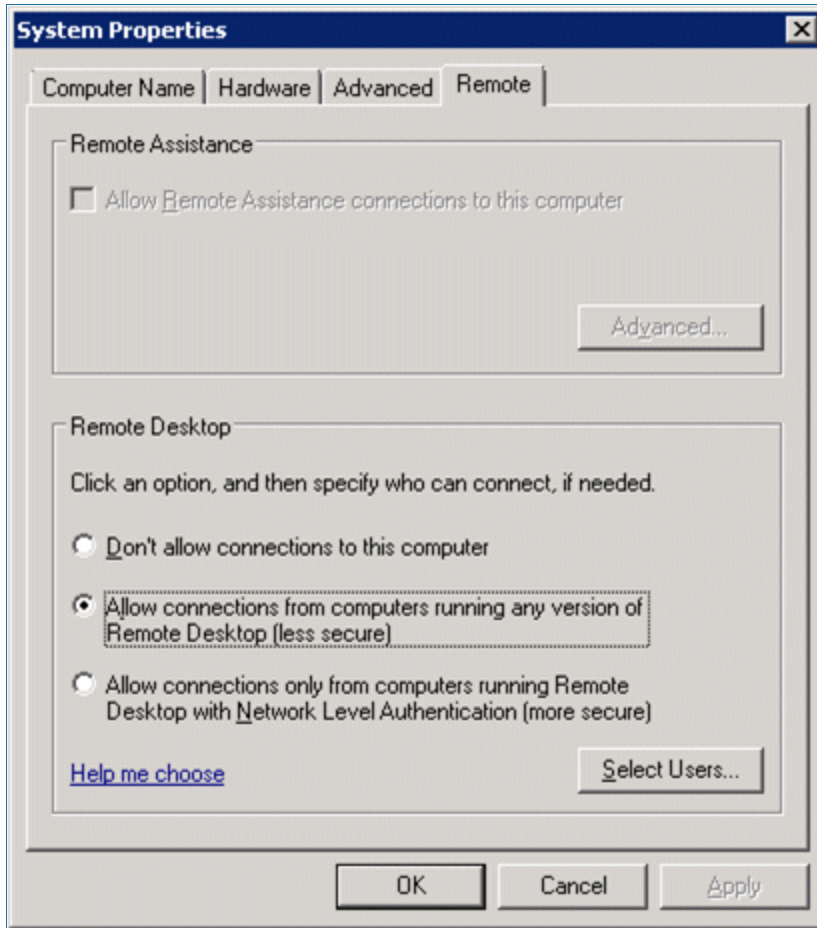 System Properties
Computer Name
Hardware
Advanced
Remote
Remote Assistance
Allow Remote Assistance connections to this computer
Advanced...
Remote Desktop
Click an option, and then specify who can connect, if needed.
Don't allow connections to this computer
Allow connections from computers running any version of
Remote Desktop (less secure)
Allow connections only from computers running Remote
Desktop with Network Level Authentication (more secure)
Help me choose
Select Users...
OK
Cancel
Apply